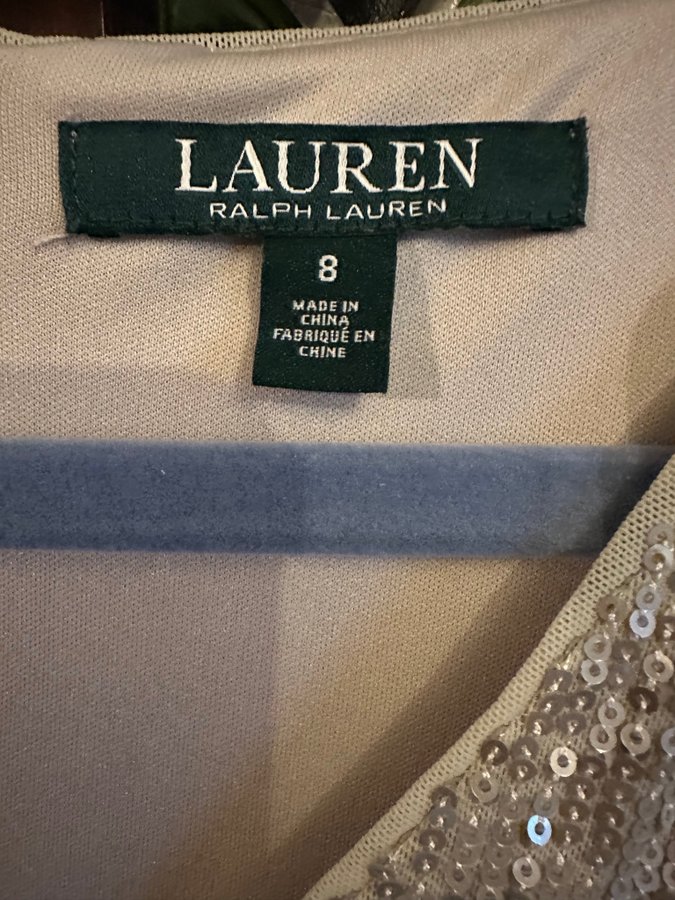 LAUREN
RALPH LAUREN
8
MADE IN
CHINA
FABRIQUÉ EN
CHINE